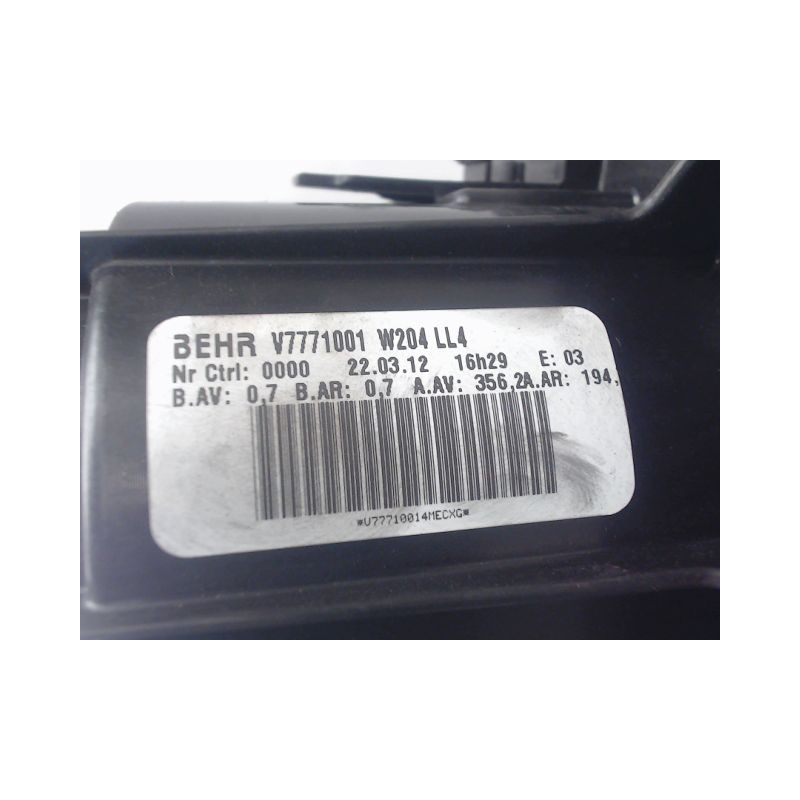 BEHR V7771001 W204 LL4
Nr Ctrl: 0000 22.03.12 16h29 E: 03
B.AV: 0,7 B.AR: 0,7 A.AV: 356,2A.AR: 194,
*V77710014MECXG*